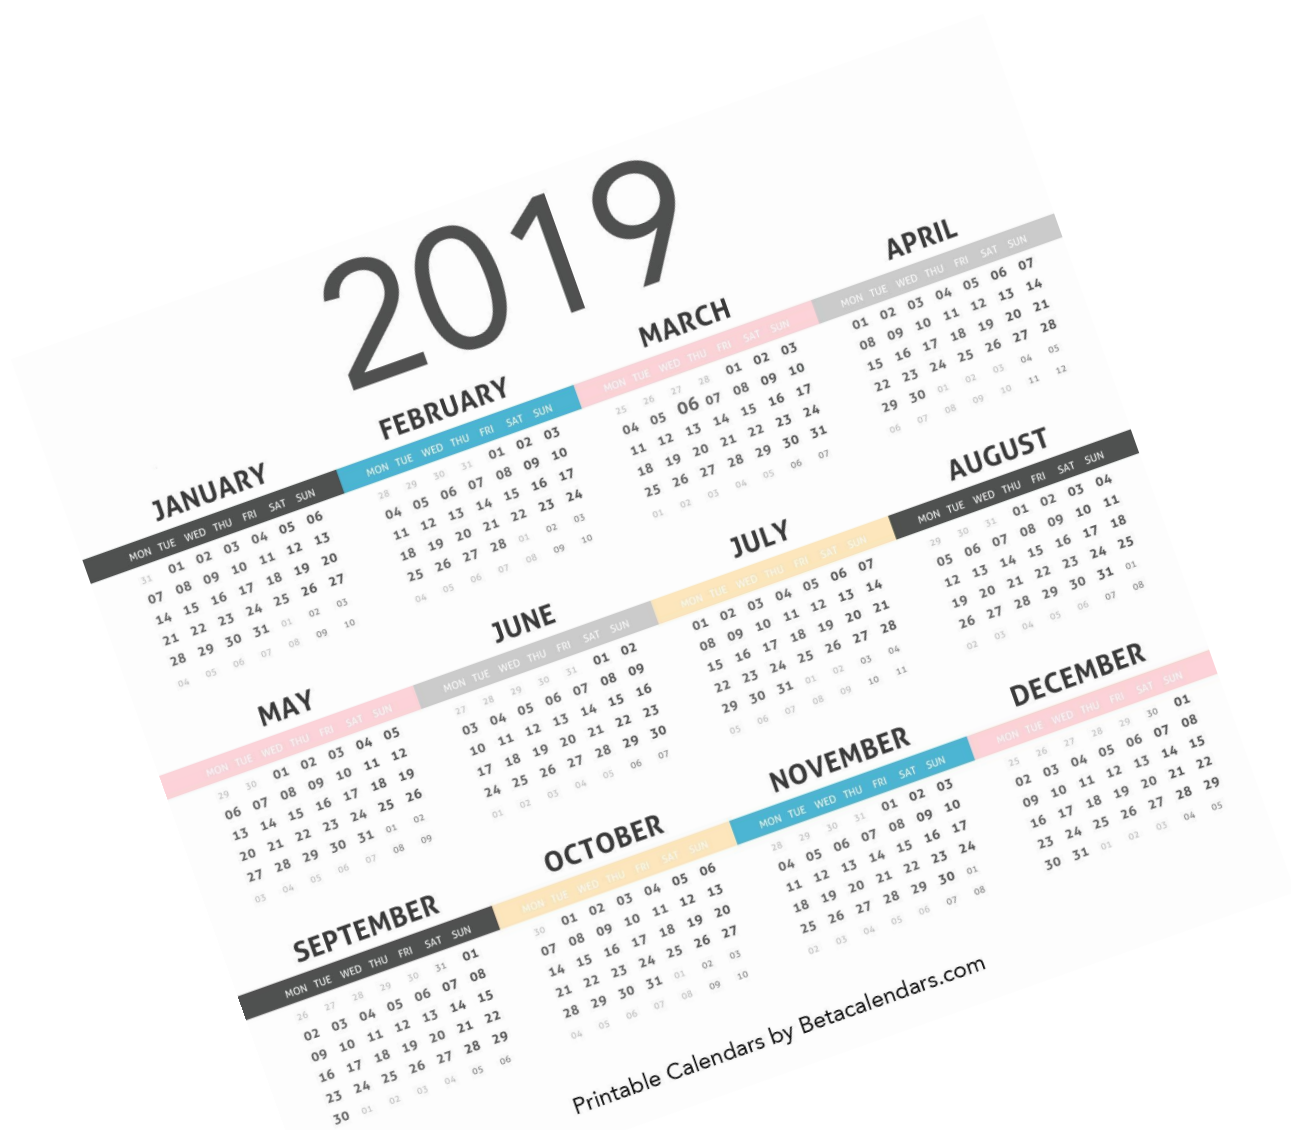 2019
JANUARY
MON TUE WED THU FRI SAT SUN
31 01 02 03 04 05 06
07 08 09 10 11 12 13
14 15 16 17 18 19 20
21 22 23 24 25 26 27
28 29 30 31 01 02 03
04 05 06 07 08 09 10
FEBRUARY
MON TUE WED THU FRI SAT SUN
28 29 30 31 01 02 03
04 05 06 07 08 09 10
11 12 13 14 15 16 17
18 19 20 21 22 23 24
25 26 27 28 01 02 03
04 05 06 07 08 09 10
MARCH
MON TUE WED THU FRI SAT SUN
25 26 27 28 01 02 03
04 05 06 07 08 09 10
11 12 13 14 15 16 17
18 19 20 21 22 23 24
25 26 27 28 29 30 31
01 02 03 04 05 06 07
APRIL
MON TUE WED THU FRI SAT SUN
01 02 03 04 05 06 07
08 09 10 11 12 13 14
15 16 17 18 19 20 21
22 23 24 25 26 27 28
29 30 01 02 03 04 05
06 07 08 09 10 11 12
MAY
MON TUE WED THU FRI SAT SUN
29 30 01 02 03 04 05
06 07 08 09 10 11 12
13 14 15 16 17 18 19
20 21 22 23 24 25 26
27 28 29 30 31 01 02
03 04 05 06 07 08 09
JUNE
MON TUE WED THU FRI SAT SUN
27 28 29 30 31 01 02
03 04 05 06 07 08 09
10 11 12 13 14 15 16
17 18 19 20 21 22 23
24 25 26 27 28 29 30
01 02 03 04 05 06 07
JULY
MON TUE WED THU FRI SAT SUN
01 02 03 04 05 06 07
08 09 10 11 12 13 14
15 16 17 18 19 20 21
22 23 24 25 26 27 28
29 30 31 01 02 03 04
05 06 07 08 09 10 11
AUGUST
MON TUE WED THU FRI SAT SUN
29 30 31 01 02 03 04
05 06 07 08 09 10 11
12 13 14 15 16 17 18
19 20 21 22 23 24 25
26 27 28 29 30 31 01
02 03 04 05 06 07 08
SEPTEMBER
MON TUE WED THU FRI SAT SUN
26 27 28 29 30 31 01
02 03 04 05 06 07 08
09 10 11 12 13 14 15
16 17 18 19 20 21 22
23 24 25 26 27 28 29
30 01 02 03 04 05 06
OCTOBER
MON TUE WED THU FRI SAT SUN
30 01 02 03 04 05 06
07 08 09 10 11 12 13
14 15 16 17 18 19 20
21 22 23 24 25 26 27
28 29 30 31 01 02 03
04 05 06 07 08 09 10
NOVEMBER
MON TUE WED THU FRI SAT SUN
28 29 30 31 01 02 03
04 05 06 07 08 09 10
11 12 13 14 15 16 17
18 19 20 21 22 23 24
25 26 27 28 29 30 01
02 03 04 05 06 07 08
DECEMBER
MON TUE WED THU FRI SAT SUN
25 26 27 28 29 30 01
02 03 04 05 06 07 08
09 10 11 12 13 14 15
16 17 18 19 20 21 22
23 24 25 26 27 28 29
30 31 01 02 03 04 05
Printable Calendars by Betacalendars.com